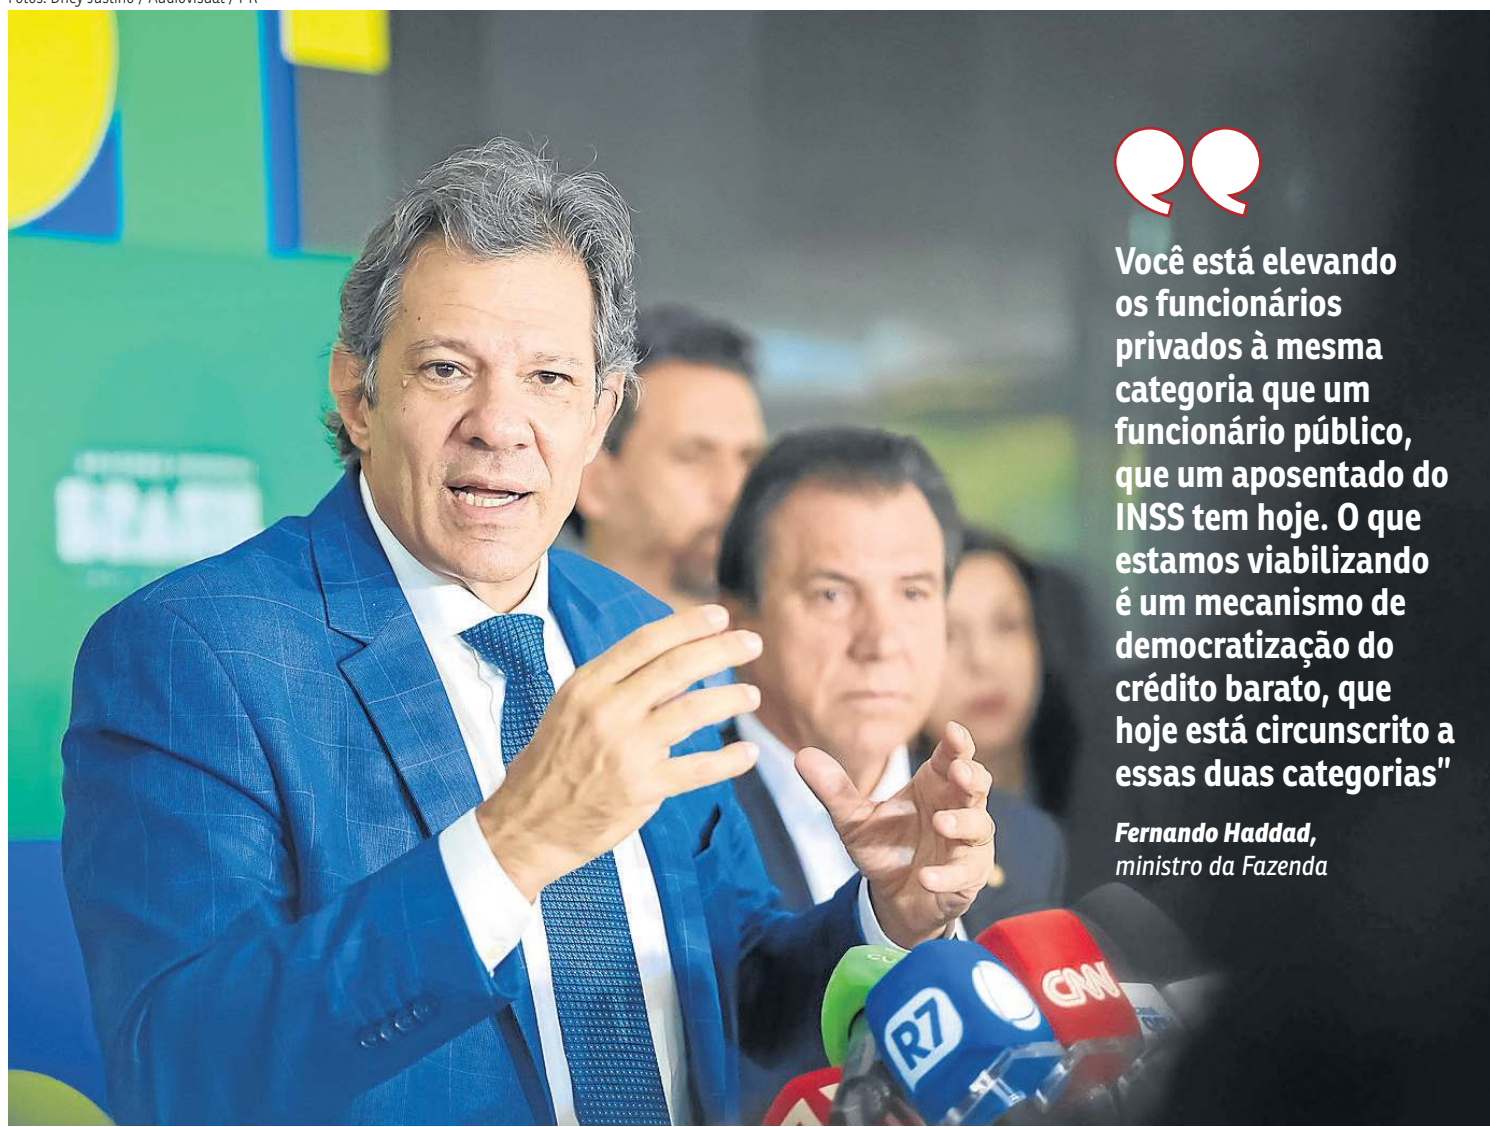 Você está elevando
os funcionários
privados à mesma
categoria que um
funcionário público,
que um aposentado do
INSS tem hoje. O que
estamos viabilizando
é um mecanismo de
democratização do
crédito barato, que
hoje está circunscrito a
essas duas categorias”
Fernando Haddad,
ministro da Fazenda
BRASIL
CNN
R7